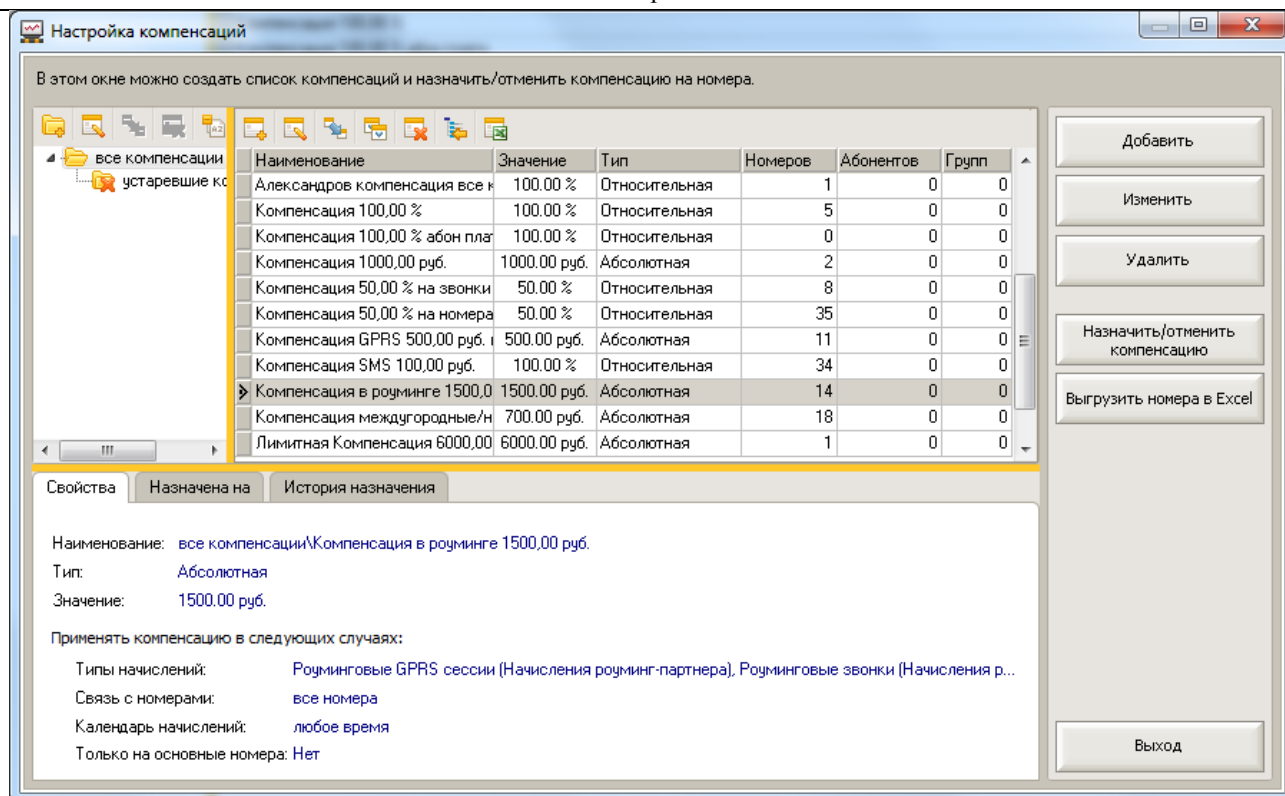 Настройка компенсаций
В этом окне можно создать список компенсаций и назначить/отменить компенсацию на номера.
все компенсации
устаревшие кс
Наименование Значение Тип Номеров Абонентов Групп
Александров компенсация все к 100.00 % Относительная 1 0 0
Компенсация 100,00 % 100.00 % Относительная 5 0 0
Компенсация 100,00 % абон плат 100.00 % Относительная 0 0 0
Компенсация 1000,00 руб. 1000.00 руб. Абсолютная 2 0 0
Компенсация 50,00 % на звонки 50.00 % Относительная 8 0 0
Компенсация 50,00 % на номера 50.00 % Относительная 35 0 0
Компенсация GPRS 500,00 руб. 500.00 руб. Абсолютная 11 0 0
Компенсация SMS 100,00 руб. 100.00 % Относительная 34 0 0
Компенсация в роуминге 1500,0 1500.00 руб. Абсолютная 14 0 0
Компенсация междугородные/н 700.00 руб. Абсолютная 18 0 0
Лимитная Компенсация 6000,00 6000.00 руб. Абсолютная 1 0 0
Добавить
Изменить
Удалить
Назначить/отменить
компенсацию
Выгрузить номера в Excel
Свойства Назначена на История назначения
Наименование: все компенсации\Компенсация в роуминге 1500,00 руб.
Тип: Абсолютная
Значение: 1500.00 руб.
Применять компенсацию в следующих случаях:
Типы начислений: Роуминговые GPRS сессии (Начисления роуминг-партнера), Роуминговые звонки (Начисления р...
Связь с номерами: все номера
Календарь начислений: любое время
Только на основные номера: Нет
Выход